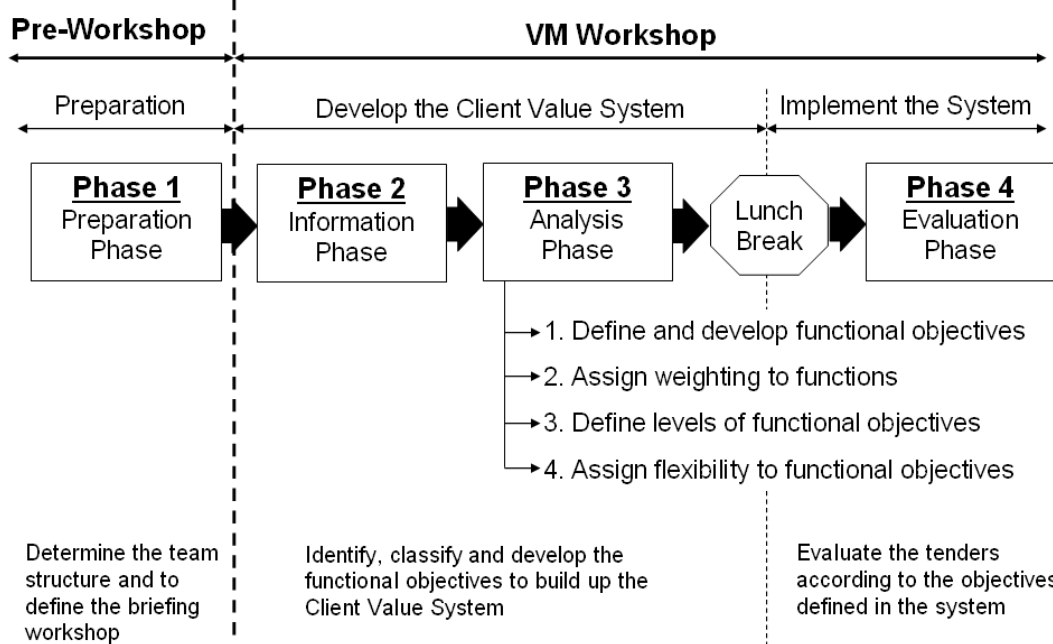 Pre-Workshop
VM Workshop
Preparation
Develop the Client Value System
Implement the System
Phase 1
Preparation
Phase
Phase 2
Information
Phase
Phase 3
Analysis
Phase
Lunch
Break
Phase 4
Evaluation
Phase
1. Define and develop functional objectives
2. Assign weighting to functions
3. Define levels of functional objectives
4. Assign flexibility to functional objectives
Determine the team
structure and to
define the briefing
workshop
Identify, classify and develop the
functional objectives to build up the
Client Value System
Evaluate the tenders
according to the objectives
defined in the system